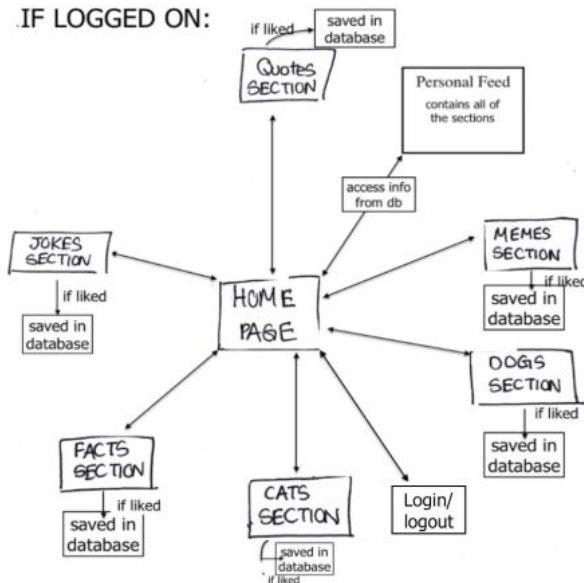 IF LOGGED ON:
if liked
saved in
database
QUOTES
SECTION
Personal Feed
contains all of
the sections
access info
from db
JOKES
SECTION
if liked
saved in
database
MEMES
SECTION
if liked
saved in
database
HOME
PAGE
DOGS
SECTION
if liked
saved in
database
FACTS
SECTION
if liked
saved in
database
CATS
SECTION
saved in
database
if liked
Login/
logout